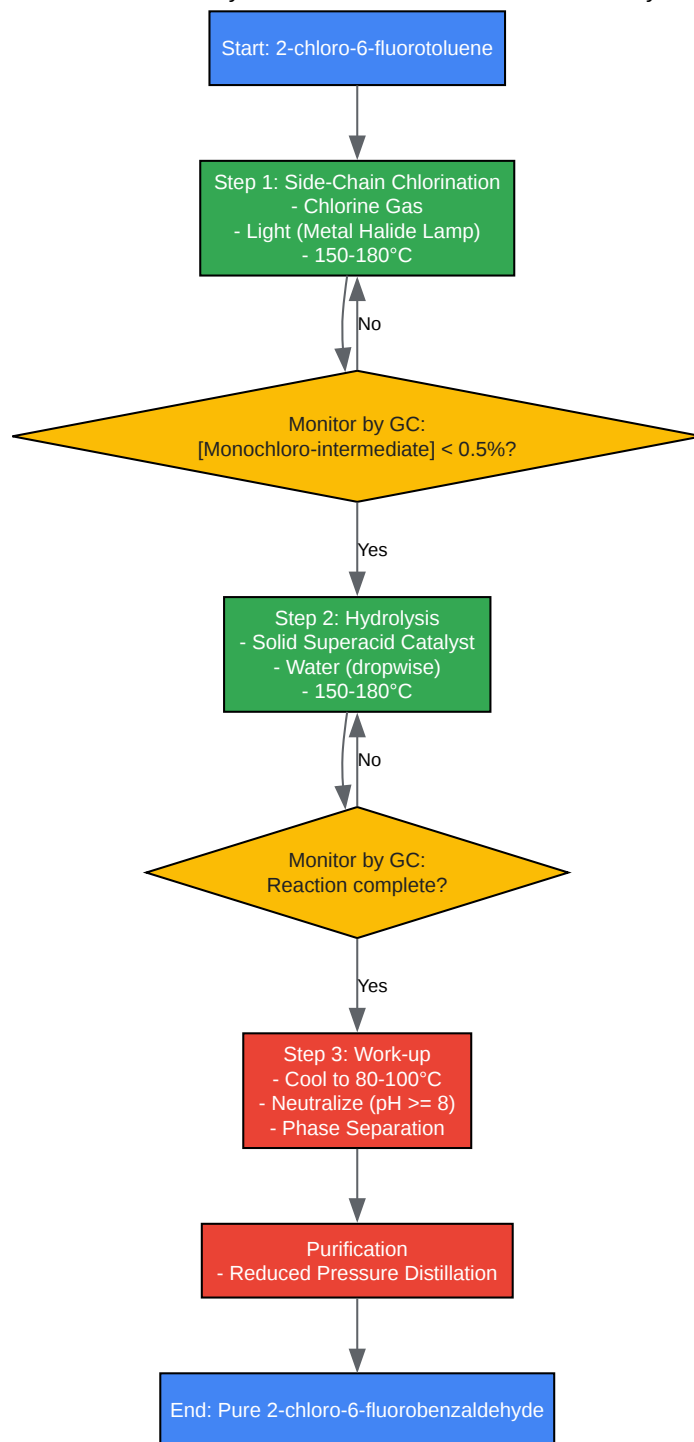 Start: 2-chloro-6-fluorotoluene
Step 1: Side-Chain Chlorination
- Chlorine Gas
- Light (Metal Halide Lamp)
- 150-180°C
No
Monitor by GC:
[Monochloro-intermediate] < 0.5%?
Yes
Step 2: Hydrolysis
- Solid Superacid Catalyst
- Water (dropwise)
- 150-180°C
No
Monitor by GC:
Reaction complete?
Yes
Step 3: Work-up
- Cool to 80-100°C
- Neutralize (pH >= 8)
- Phase Separation
Purification
- Reduced Pressure Distillation
End: Pure 2-chloro-6-fluorobenzaldehyde